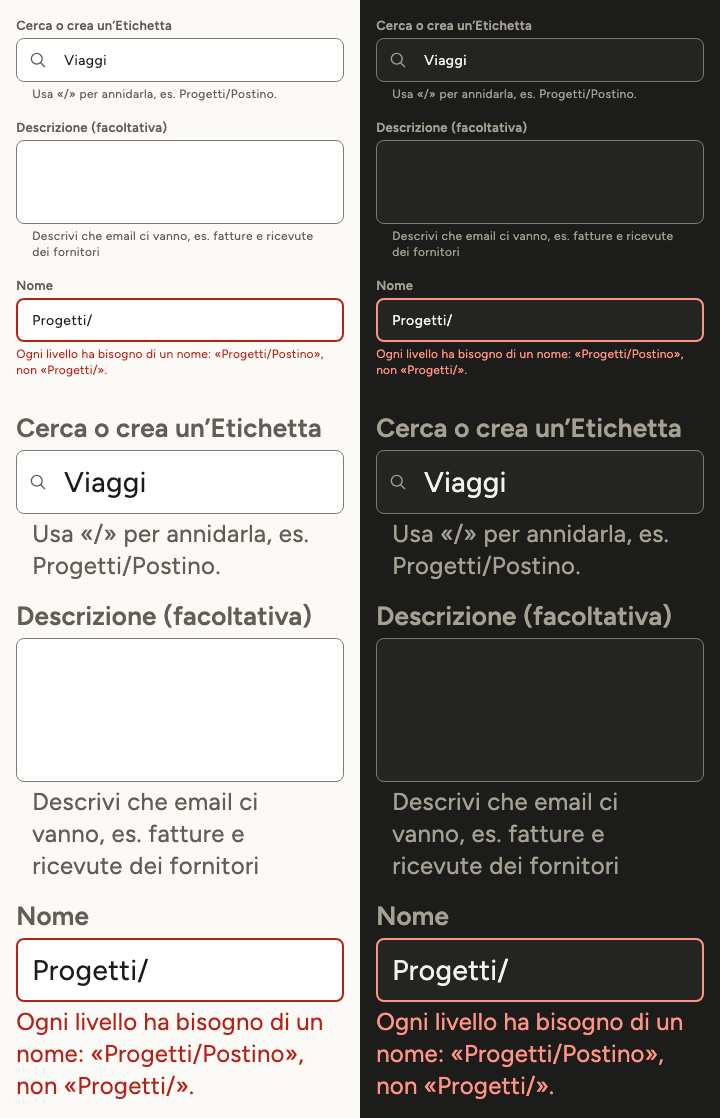 Cerca o crea un’Etichetta
Viaggi
Usa «/» per annidarla, es. Progetti/Postino.
Descrizione (facoltativa)
Descrivi che email ci vanno, es. fatture e ricevute
dei fornitori
Nome
Progetti/
Ogni livello ha bisogno di un nome: «Progetti/Postino»,
non «Progetti/».
Cerca o crea un’Etichetta
Viaggi
Usa «/» per annidarla, es.
Progetti/Postino.
Descrizione (facoltativa)
Descrivi che email ci
vanno, es. fatture e
ricevute dei fornitori
Nome
Progetti/
Ogni livello ha bisogno di un
nome: «Progetti/Postino»,
non «Progetti/».
Cerca o crea un’Etichetta
Viaggi
Usa «/» per annidarla, es. Progetti/Postino.
Descrizione (facoltativa)
Descrivi che email ci vanno, es. fatture e ricevute
dei fornitori
Nome
Progetti/
Ogni livello ha bisogno di un nome: «Progetti/Postino»,
non «Progetti/».
Cerca o crea un’Etichetta
Viaggi
Usa «/» per annidarla, es.
Progetti/Postino.
Descrizione (facoltativa)
Descrivi che email ci
vanno, es. fatture e
ricevute dei fornitori
Nome
Progetti/
Ogni livello ha bisogno di un
nome: «Progetti/Postino»,
non «Progetti/».